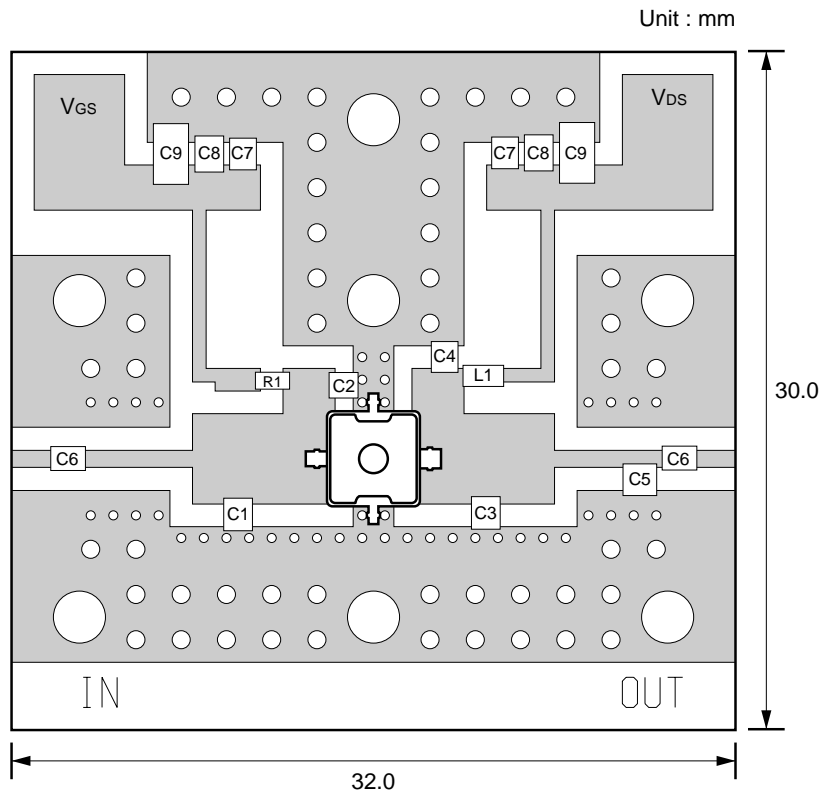 Unit : mm
VGS
VDS
C9 C8 C7
C7 C8 C9
C4
R1
C2
L1
30.0
C6
C6
C5
C1
C3
IN
OUT
32.0